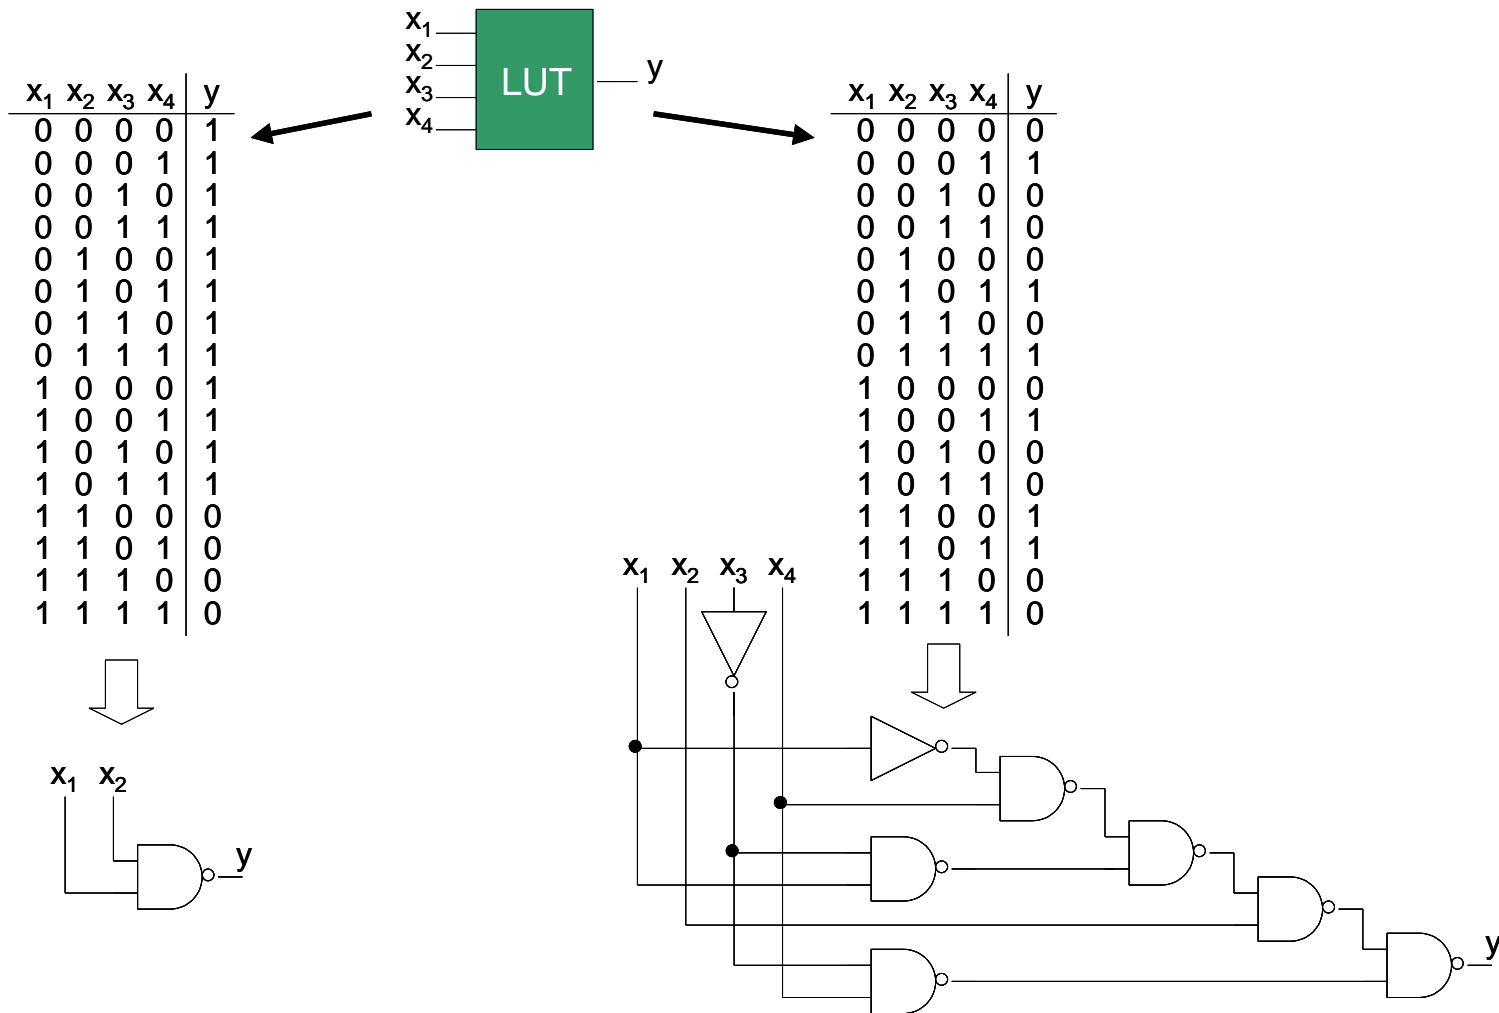 x₁
x₂
x₃
x₄
LUT
y
x₁ x₂ x₃ x₄ y
0 0 0 0 1
0 0 0 1 1
0 0 1 0 1
0 0 1 1 1
0 1 0 0 1
0 1 0 1 1
0 1 1 0 1
0 1 1 1 1
1 0 0 0 1
1 0 0 1 1
1 0 1 0 1
1 0 1 1 1
1 1 0 0 0
1 1 0 1 0
1 1 1 0 0
1 1 1 1 0
x₁ x₂
y
x₁ x₂ x₃ x₄ y
0 0 0 0 0
0 0 0 1 1
0 0 1 0 0
0 0 1 1 0
0 1 0 0 0
0 1 0 1 1
0 1 1 0 0
0 1 1 1 1
1 0 0 0 0
1 0 0 1 1
1 0 1 0 0
1 0 1 1 0
1 1 0 0 1
1 1 0 1 1
1 1 1 0 0
1 1 1 1 0
x₁ x₂ x₃ x₄
y